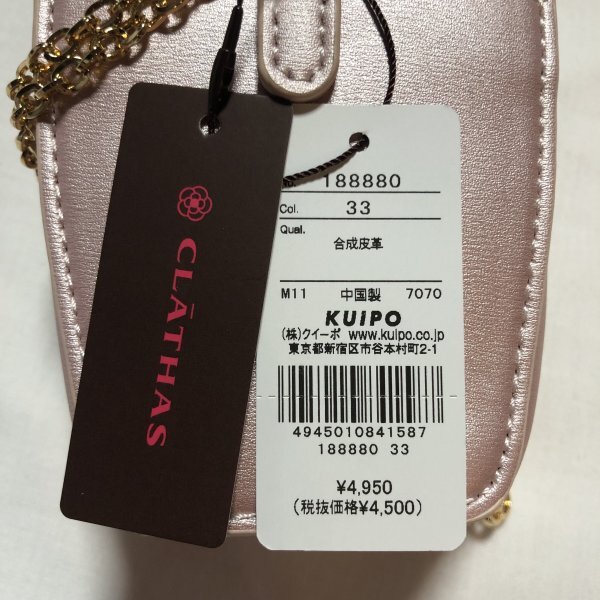 CLĀTHAS
188880
Col. 33
Qual.
合成皮革
M11 中国製 7070
KUIPO
(株)クイーポ www.kuipo.co.jp
東京都新宿区市谷本村町2-1
4945010841587
188880 33
¥4,950
(税抜価格¥4,500)